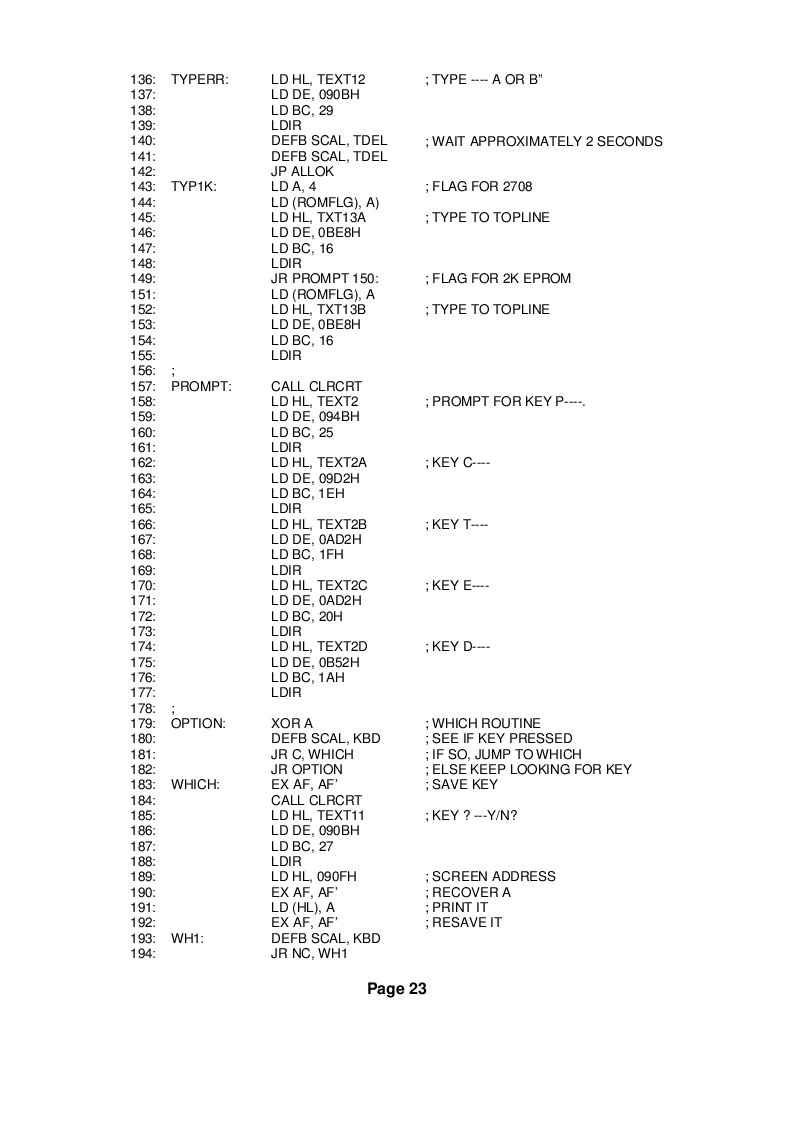 136: TYPERR: LD HL, TEXT12 ; TYPE ---- A OR B”
137: LD DE, 090BH
138: LD BC, 29
139: LDIR
140: DEFB SCAL, TDEL ; WAIT APPROXIMATELY 2 SECONDS
141: DEFB SCAL, TDEL
142: JP ALLOK
143: TYP1K: LD A, 4 ; FLAG FOR 2708
144: LD (ROMFLG), A)
145: LD HL, TXT13A ; TYPE TO TOPLINE
146: LD DE, 0BE8H
147: LD BC, 16
148: LDIR
149: JR PROMPT 150: ; FLAG FOR 2K EPROM
151: LD (ROMFLG), A
152: LD HL, TXT13B ; TYPE TO TOPLINE
153: LD DE, 0BE8H
154: LD BC, 16
155: LDIR
156: ;
157: PROMPT: CALL CLRCRT
158: LD HL, TEXT2 ; PROMPT FOR KEY P----.
159: LD DE, 094BH
160: LD BC, 25
161: LDIR
162: LD HL, TEXT2A ; KEY C----
163: LD DE, 09D2H
164: LD BC, 1EH
165: LDIR
166: LD HL, TEXT2B ; KEY T----
167: LD DE, 0AD2H
168: LD BC, 1FH
169: LDIR
170: LD HL, TEXT2C ; KEY E----
171: LD DE, 0AD2H
172: LD BC, 20H
173: LDIR
174: LD HL, TEXT2D ; KEY D----
175: LD DE, 0B52H
176: LD BC, 1AH
177: LDIR
178: ;
179: OPTION: XOR A ; WHICH ROUTINE
180: DEFB SCAL, KBD ; SEE IF KEY PRESSED
181: JR C, WHICH ; IF SO, JUMP TO WHICH
182: JR OPTION ; ELSE KEEP LOOKING FOR KEY
183: WHICH: EX AF, AF’ ; SAVE KEY
184: CALL CLRCRT
185: LD HL, TEXT11 ; KEY ? ---Y/N?
186: LD DE, 090BH
187: LD BC, 27
188: LDIR
189: LD HL, 090FH ; SCREEN ADDRESS
190: EX AF, AF’ ; RECOVER A
191: LD (HL), A ; PRINT IT
192: EX AF, AF’ ; RESAVE IT
193: WH1: DEFB SCAL, KBD
194: JR NC, WH1
Page 23